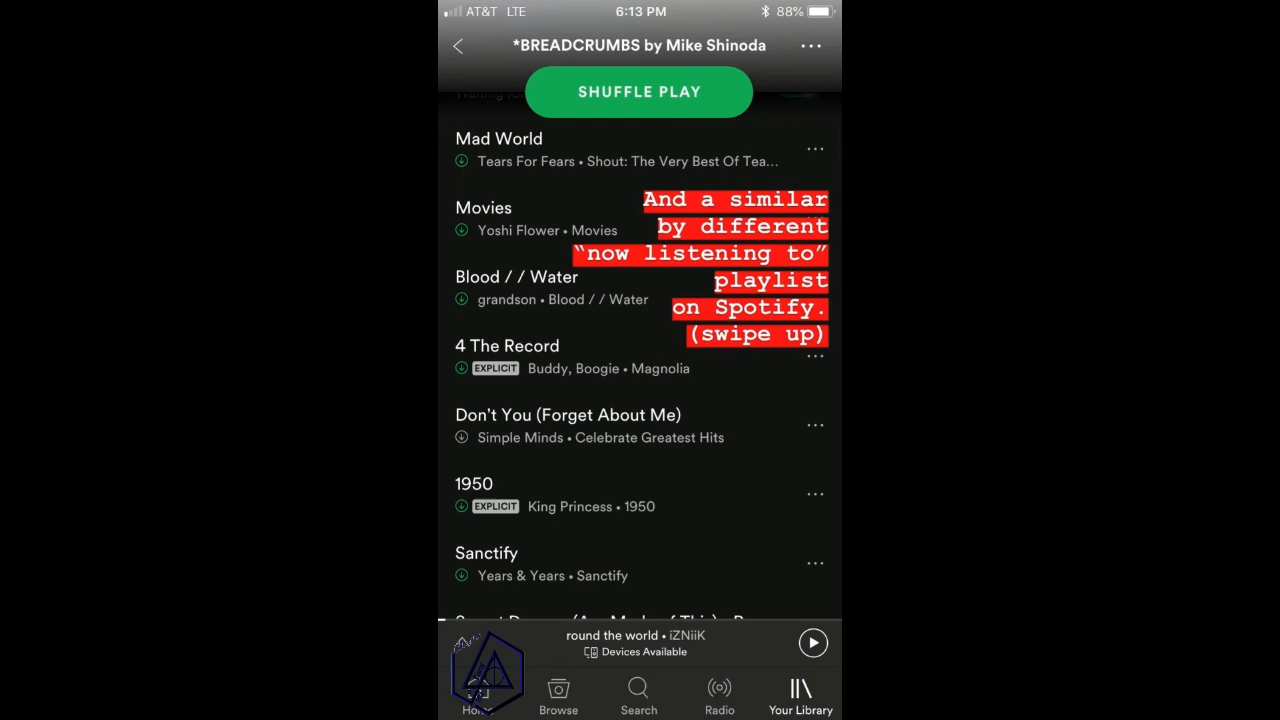 AT&T LTE 6:13 PM 88%
*BREADCRUMBS by Mike Shinoda
SHUFFLE PLAY
Mad World
Tears For Fears • Shout: The Very Best Of Tea...
And a similar
by different
“now listening to”
playlist
on Spotify.
(swipe up)
Movies
Yoshi Flower • Movies
Blood / / Water
grandson • Blood / / Water
4 The Record
EXPLICIT Buddy, Boogie • Magnolia
Don't You (Forget About Me)
Simple Minds • Celebrate Greatest Hits
1950
EXPLICIT King Princess • 1950
Sanctify
Years & Years • Sanctify
round the world • iZNiiK
Devices Available
Home Browse Search Radio Your Library